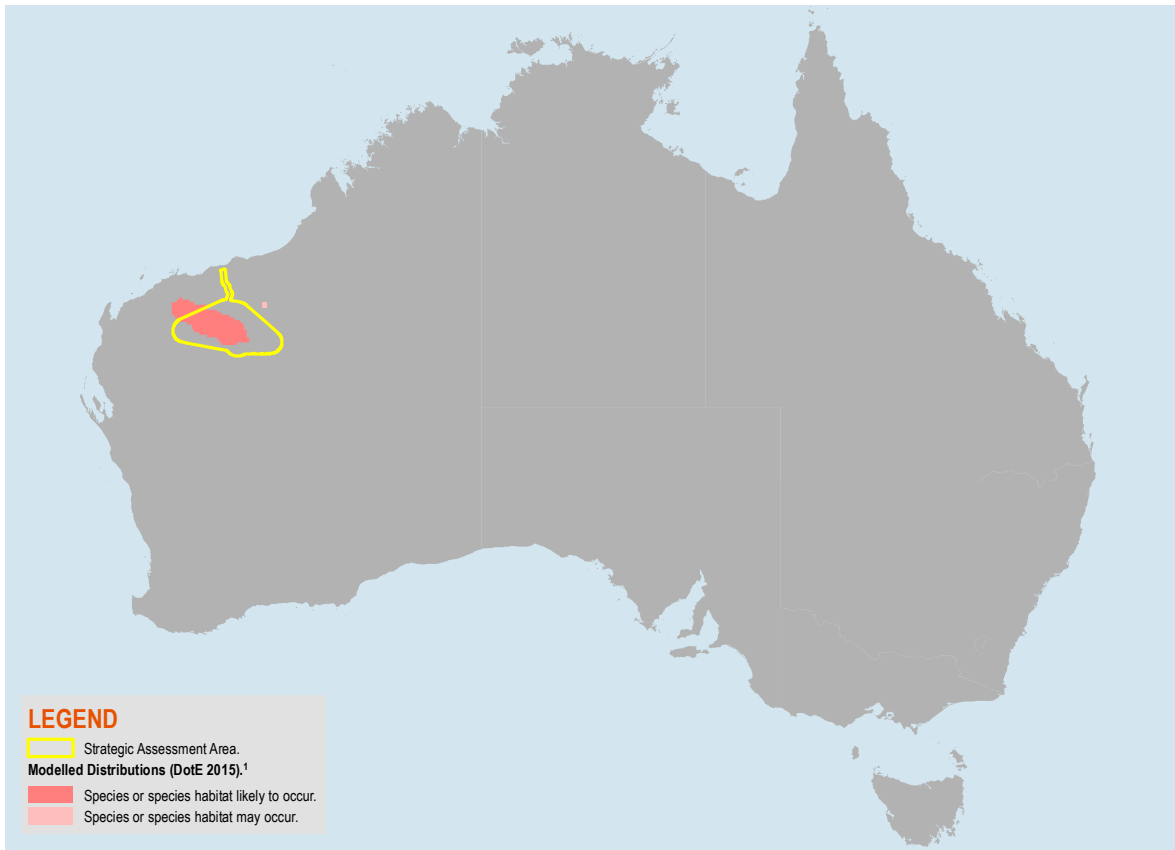 LEGEND
Strategic Assessment Area.
Modelled Distributions (DotE 2015).¹
Species or species habitat likely to occur.
Species or species habitat may occur.